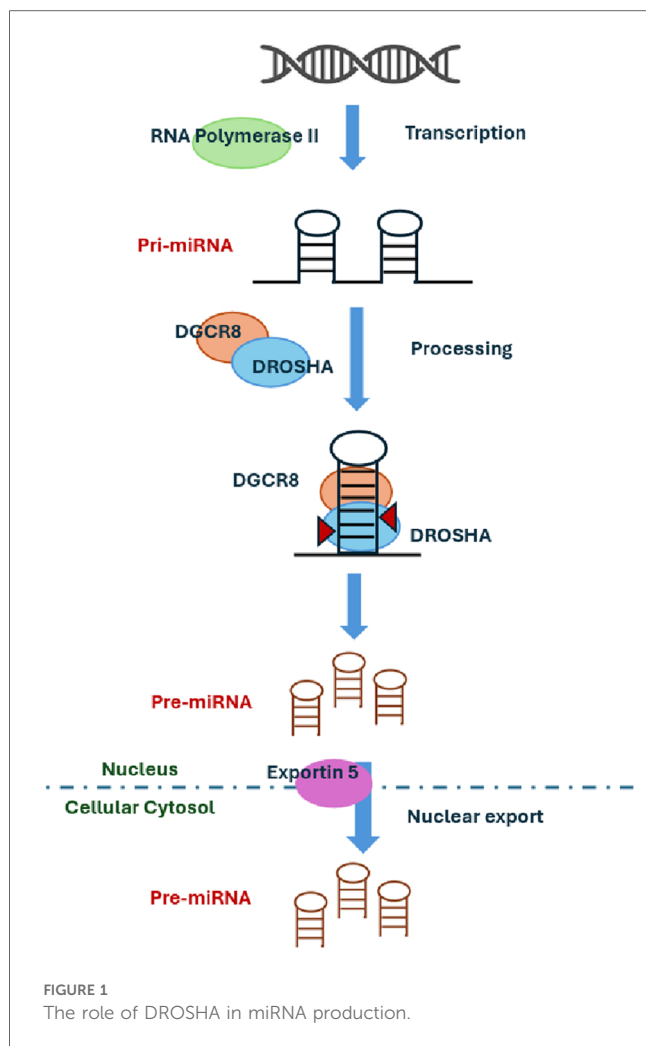 RNA Polymerase II
Transcription
Pri-miRNA
DGCR8
DROSHA
Processing
DGCR8
DROSHA
Pre-miRNA
Nucleus
Exportin 5
Cellular Cytosol
Nuclear export
Pre-miRNA
FIGURE 1
The role of DROSHA in miRNA production.